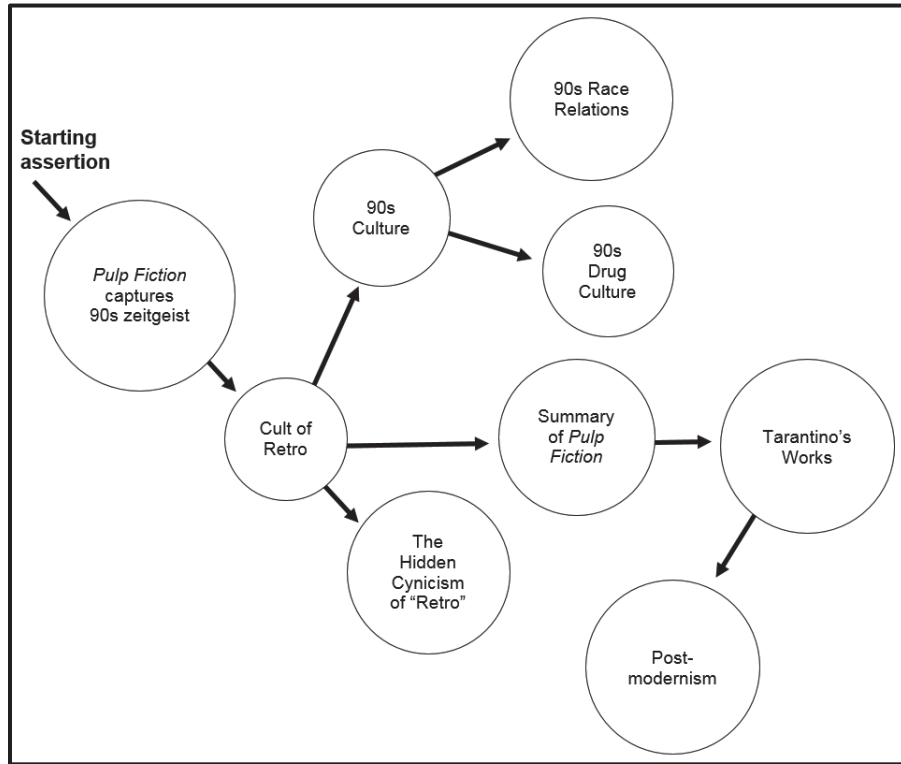 Starting
assertion
Pulp Fiction
captures
90s zeitgeist
Cult of
Retro
90s
Culture
90s Race
Relations
90s
Drug
Culture
Summary
of Pulp
Fiction
Tarantino’s
Works
Post-
modernism
The
Hidden
Cynicism
of “Retro”